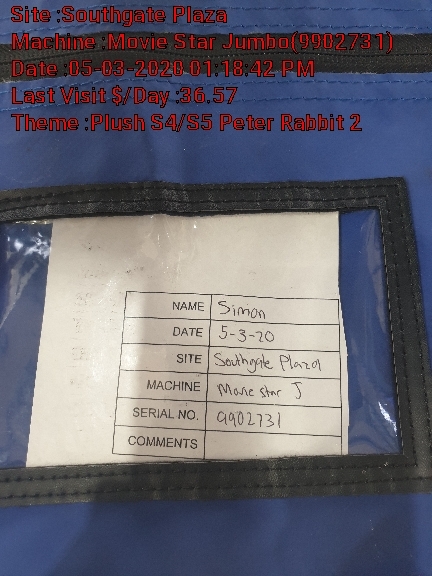 Site :Southgate Plaza
Machine :Movie Star Jumbo(9902731)
Date :05-03-2020 01:18:42 PM
Last Visit $/Day :36.57
Theme :Plush S4/S5 Peter Rabbit 2
NAME Simon
DATE 5-3-20
SITE Southgate Plaza
MACHINE Movie star J
SERIAL NO. 9902731
COMMENTS